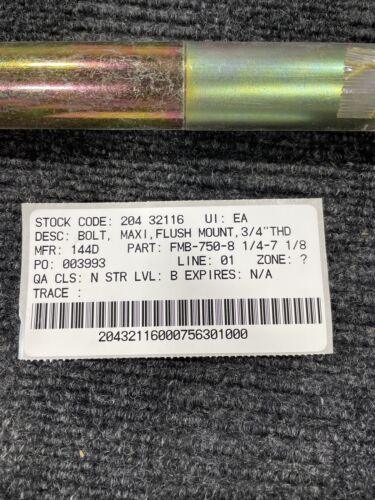 STOCK CODE: 204 32116 UI: EA
DESC: BOLT, MAXI,FLUSH MOUNT,3/4"THD
MFR: 144D PART: FMB-750-8 1/4-7 1/8
PO: 003993 LINE: 01 ZONE: ?
QA CLS: N STR LVL: B EXPIRES: N/A
TRACE :
20432116000756301000